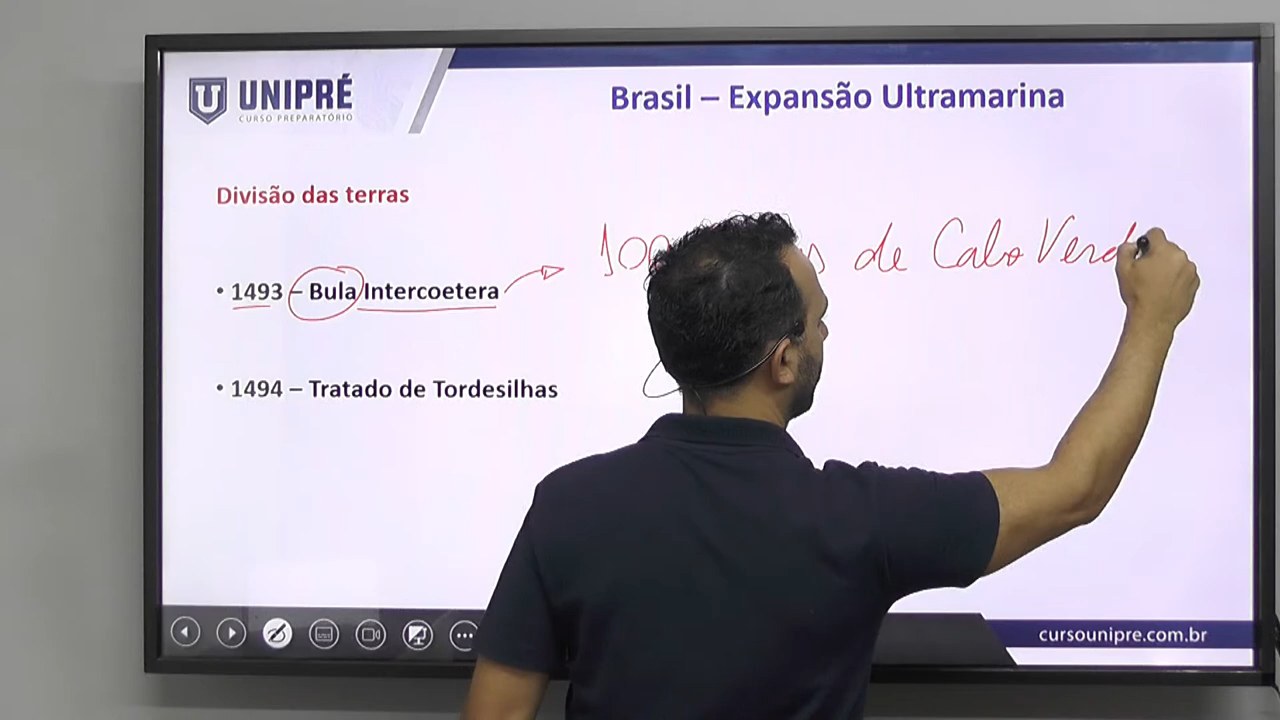 UNIPRÉ
CURSO PREPARATÓRIO
Brasil – Expansão Ultramarina
Divisão das terras
de Cabo Verd
• 1493 – Bula Intercoetera
• 1494 – Tratado de Tordesilhas
cursounipre.com.br